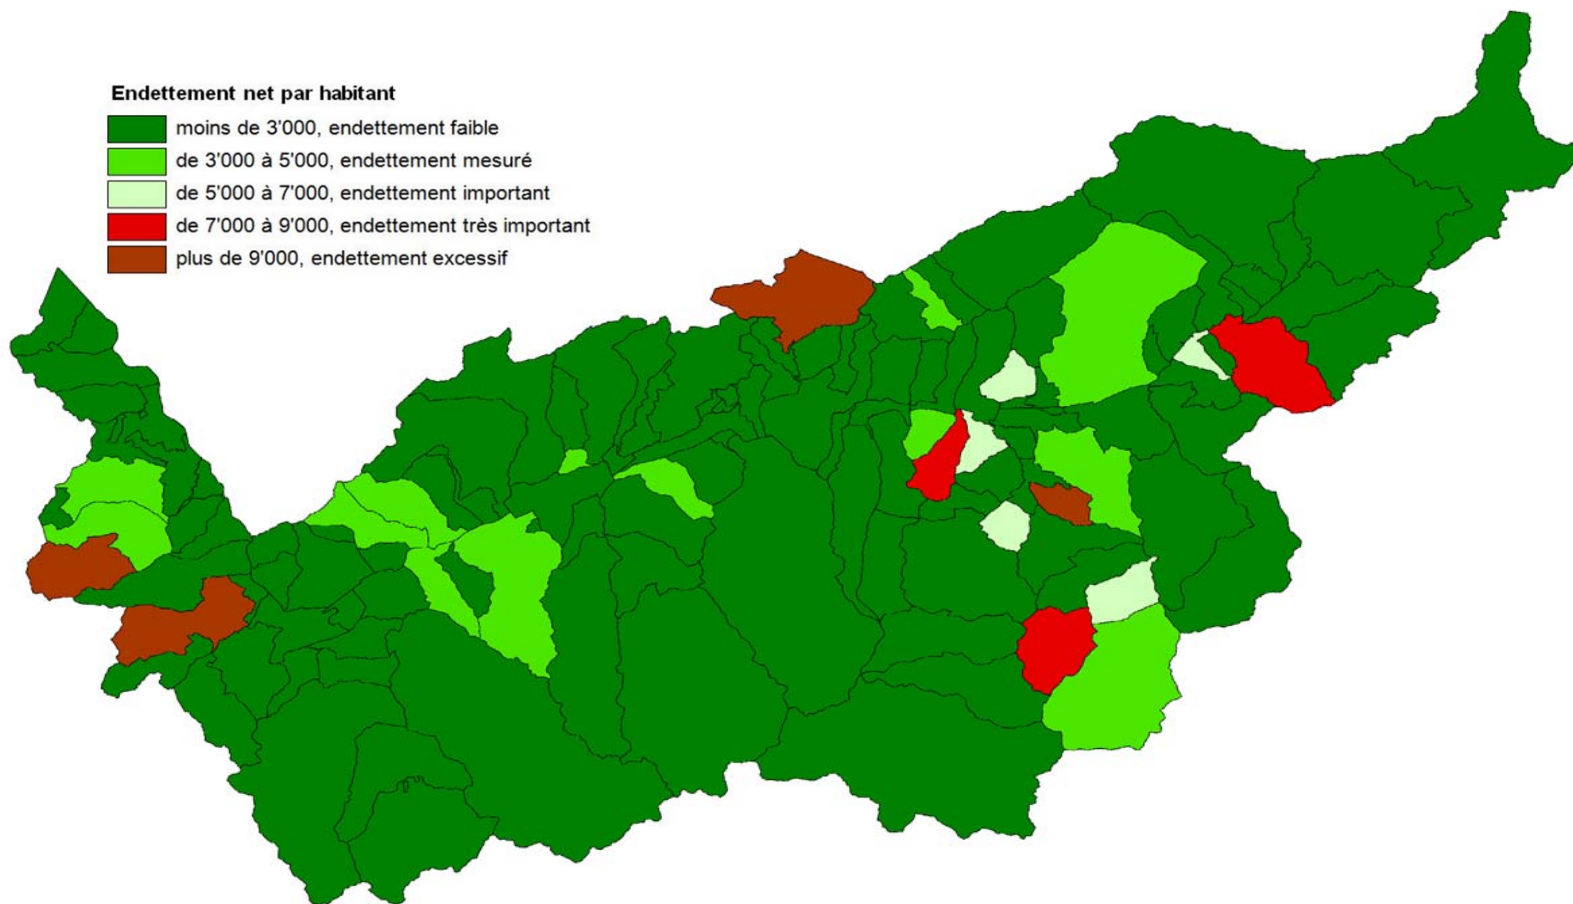 Endettement net par habitant
moins de 3'000, endettement faible
de 3'000 à 5'000, endettement mesuré
de 5'000 à 7'000, endettement important
de 7'000 à 9'000, endettement très important
plus de 9'000, endettement excessif